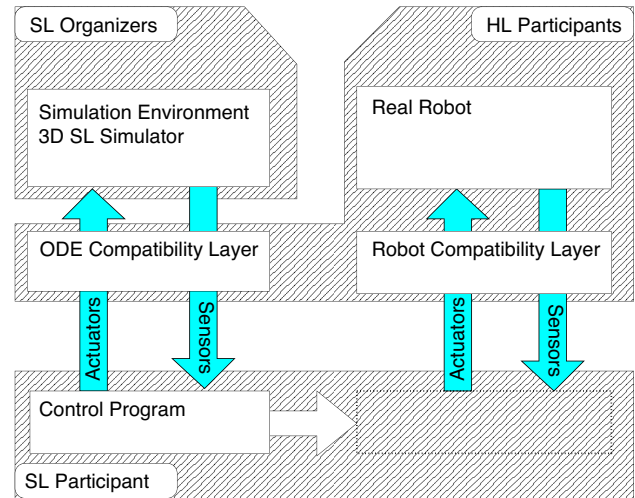 SL Organizers
HL Participants
Simulation Environment
3D SL Simulator
Real Robot
ODE Compatibility Layer
Robot Compatibility Layer
Actuators
Sensors
Actuators
Sensors
Control Program
SL Participant